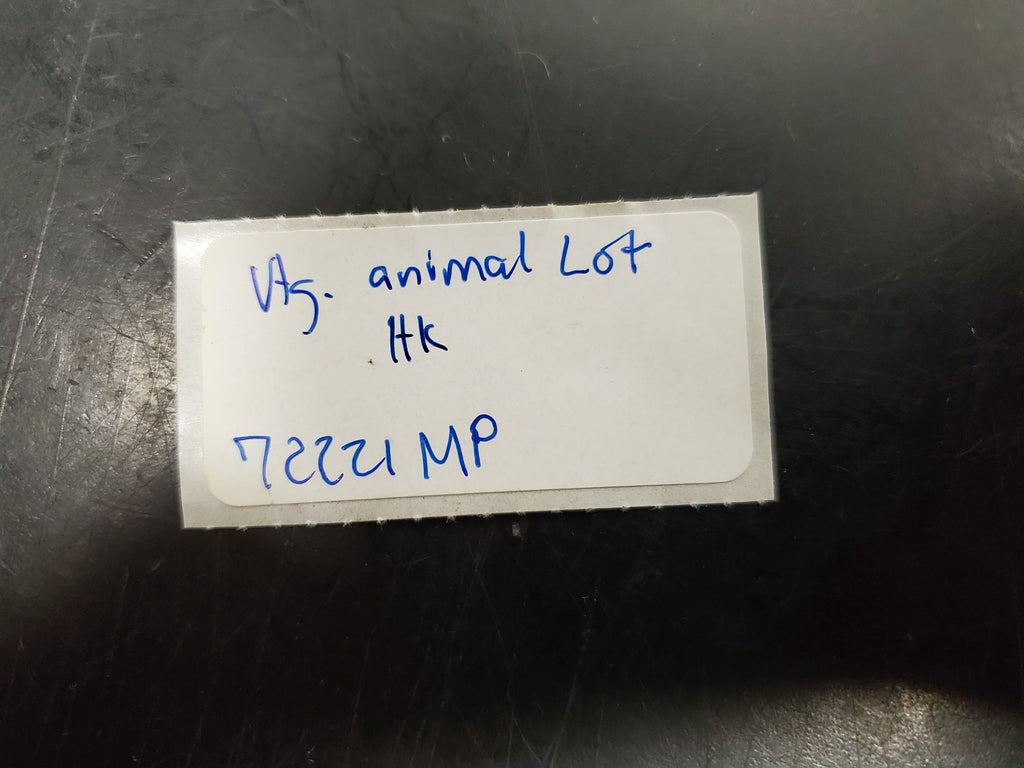 Vtg. animal Lot
HK
72221 MP